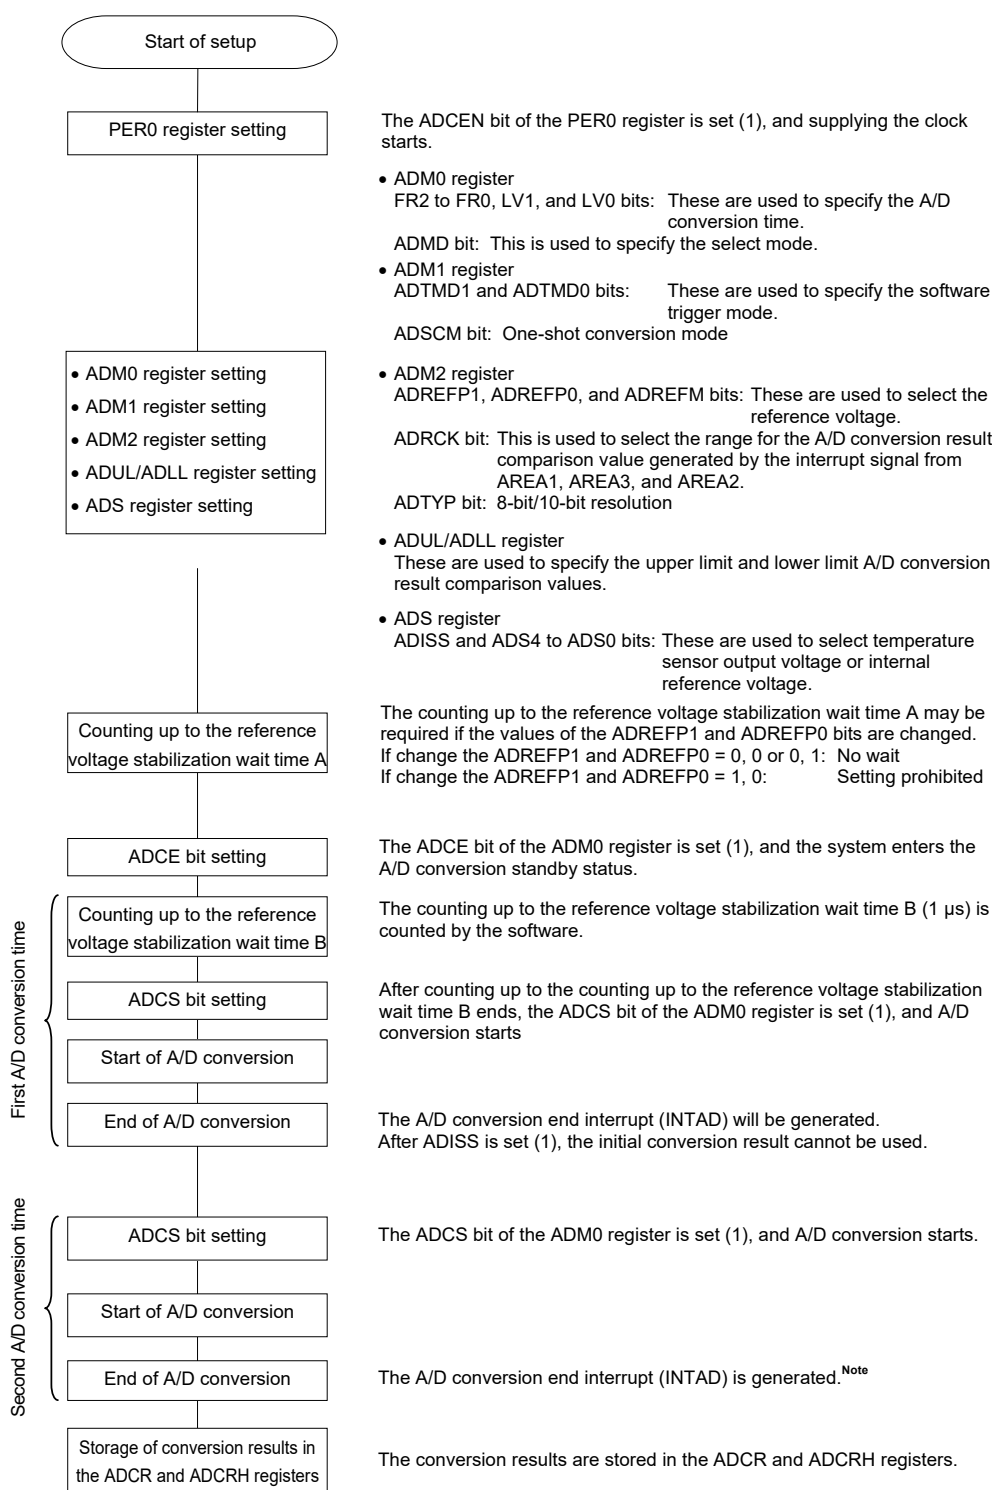 Start of setup
PER0 register setting
The ADCEN bit of the PER0 register is set (1), and supplying the clock
starts.
• ADM0 register
FR2 to FR0, LV1, and LV0 bits: These are used to specify the A/D
conversion time.
ADMD bit: This is used to specify the select mode.
• ADM1 register
ADTMD1 and ADTMD0 bits: These are used to specify the software
trigger mode.
ADSCM bit: One-shot conversion mode
• ADM0 register setting
• ADM1 register setting
• ADM2 register setting
• ADUL/ADLL register setting
• ADS register setting
• ADM2 register
ADREFP1, ADREFP0, and ADREFM bits: These are used to select the
reference voltage.
ADRCK bit: This is used to select the range for the A/D conversion result
comparison value generated by the interrupt signal from
AREA1, AREA3, and AREA2.
ADTYP bit: 8-bit/10-bit resolution
• ADUL/ADLL register
These are used to specify the upper limit and lower limit A/D conversion
result comparison values.
• ADS register
ADISS and ADS4 to ADS0 bits: These are used to select temperature
sensor output voltage or internal
reference voltage.
Counting up to the reference
voltage stabilization wait time A
The counting up to the reference voltage stabilization wait time A may be
required if the values of the ADREFP1 and ADREFP0 bits are changed.
If change the ADREFP1 and ADREFP0 = 0, 0 or 0, 1: No wait
If change the ADREFP1 and ADREFP0 = 1, 0: Setting prohibited
ADCE bit setting
The ADCE bit of the ADM0 register is set (1), and the system enters the
A/D conversion standby status.
First A/D conversion time
Counting up to the reference
voltage stabilization wait time B
The counting up to the reference voltage stabilization wait time B (1 µs) is
counted by the software.
ADCS bit setting
After counting up to the counting up to the reference voltage stabilization
wait time B ends, the ADCS bit of the ADM0 register is set (1), and A/D
conversion starts
Start of A/D conversion
End of A/D conversion
The A/D conversion end interrupt (INTAD) will be generated.
After ADISS is set (1), the initial conversion result cannot be used.
Second A/D conversion time
ADCS bit setting
The ADCS bit of the ADM0 register is set (1), and A/D conversion starts.
Start of A/D conversion
End of A/D conversion
The A/D conversion end interrupt (INTAD) is generated.Note
Storage of conversion results in
the ADCR and ADCRH registers
The conversion results are stored in the ADCR and ADCRH registers.